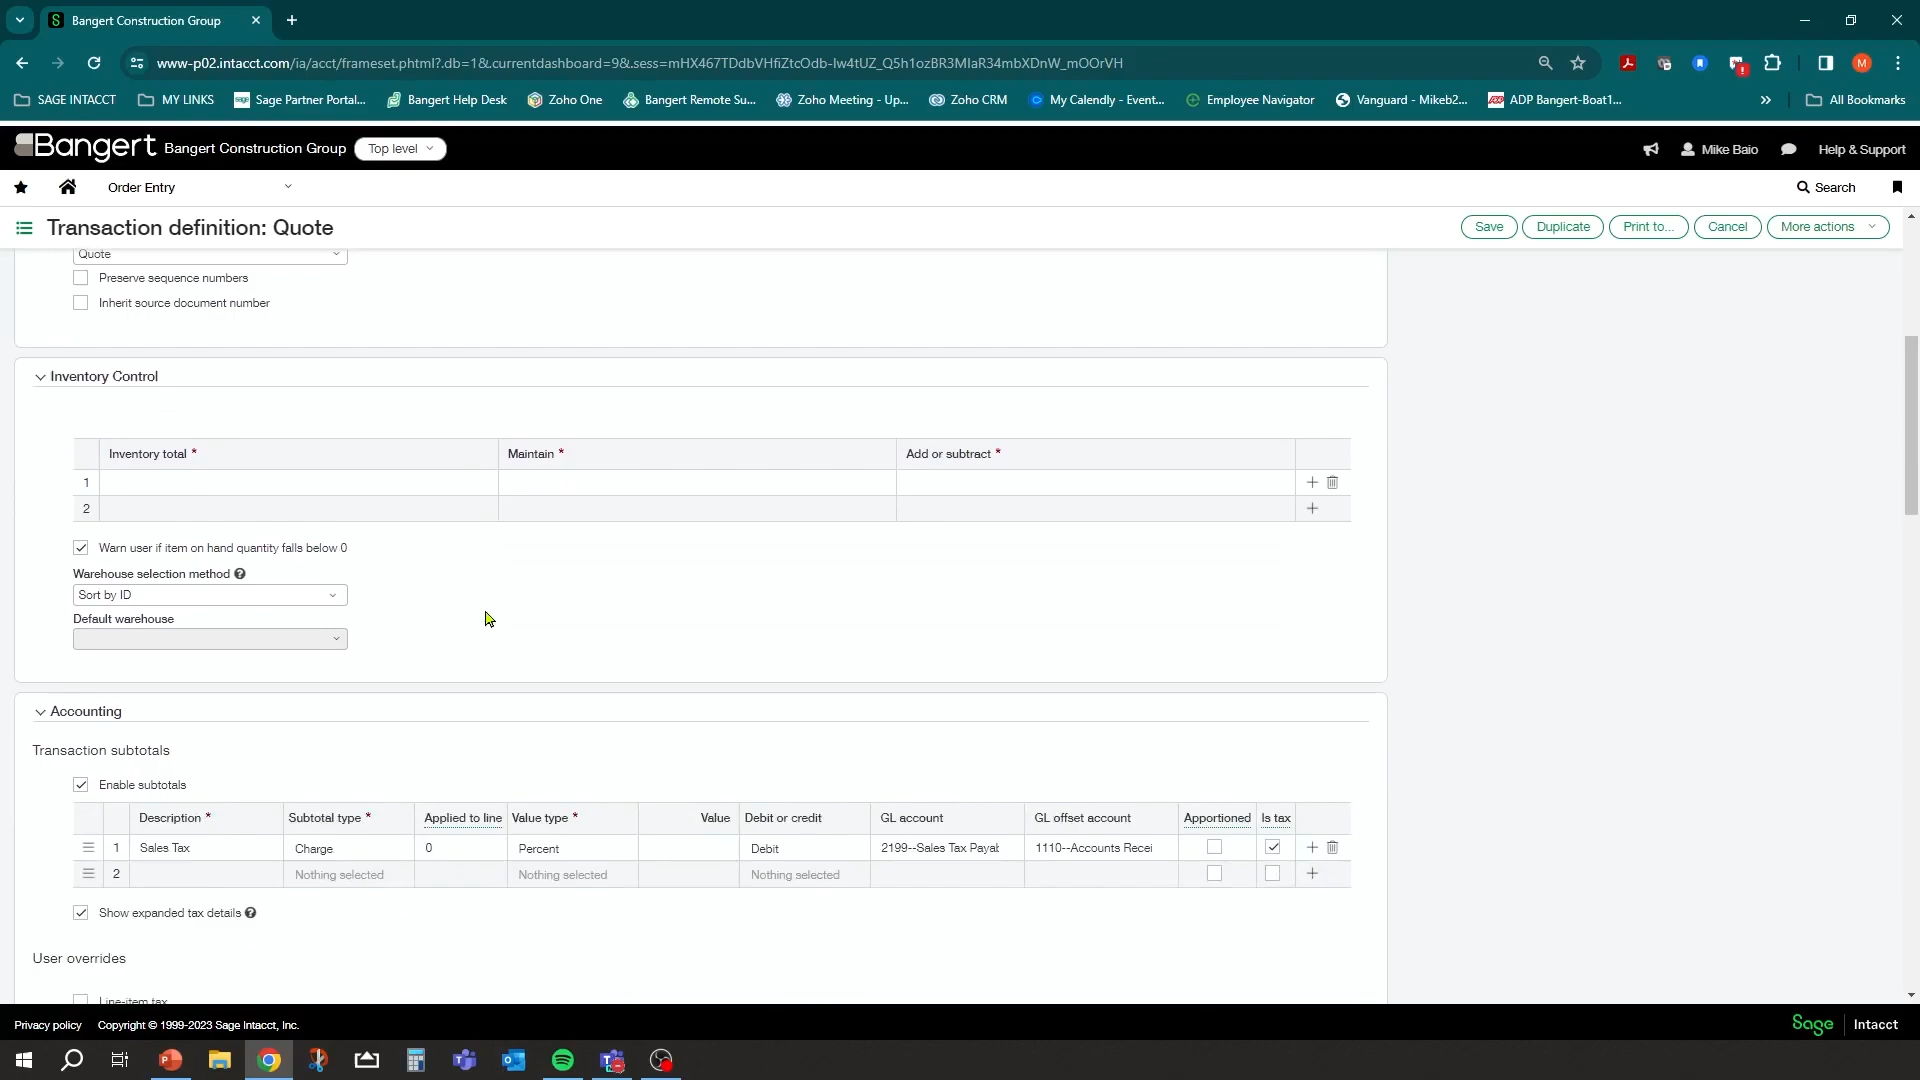 Bangert Construction Group
www-p02.intacct.com/ia/acct/frameset.phtml?.db=1&.currentdashboard=9&.sess=mHX467TDdbVHfiZtcOdb-Iw4tUZ_Q5h1ozBR3MIaR34mbXDnW_mOOrVH
SAGE INTACCT MY LINKS Sage Partner Portal... Bangert Help Desk Zoho One Bangert Remote Su... Zoho Meeting - Up... Zoho CRM My Calendly - Event... Employee Navigator Vanguard - Mikeb2... ADP Bangert-Boat1... » All Bookmarks
Bangert Bangert Construction Group Top level Mike Baio Help & Support
Order Entry Search
Transaction definition: Quote Save Duplicate Print to... Cancel More actions
Quote
Preserve sequence numbers
Inherit source document number
Inventory Control
Inventory total * Maintain * Add or subtract *
1
2
Warn user if item on hand quantity falls below 0
Warehouse selection method
Sort by ID
Default warehouse
Accounting
Transaction subtotals
Enable subtotals
Description * Subtotal type * Applied to line Value type * Value Debit or credit GL account GL offset account Apportioned Is tax
1 Sales Tax Charge 0 Percent Debit 2199--Sales Tax Payat 1110--Accounts Recei
2 Nothing selected Nothing selected Nothing selected
Show expanded tax details
User overrides
Line-item tax
Privacy policy Copyright © 1999-2023 Sage Intacct, Inc. Sage Intacct